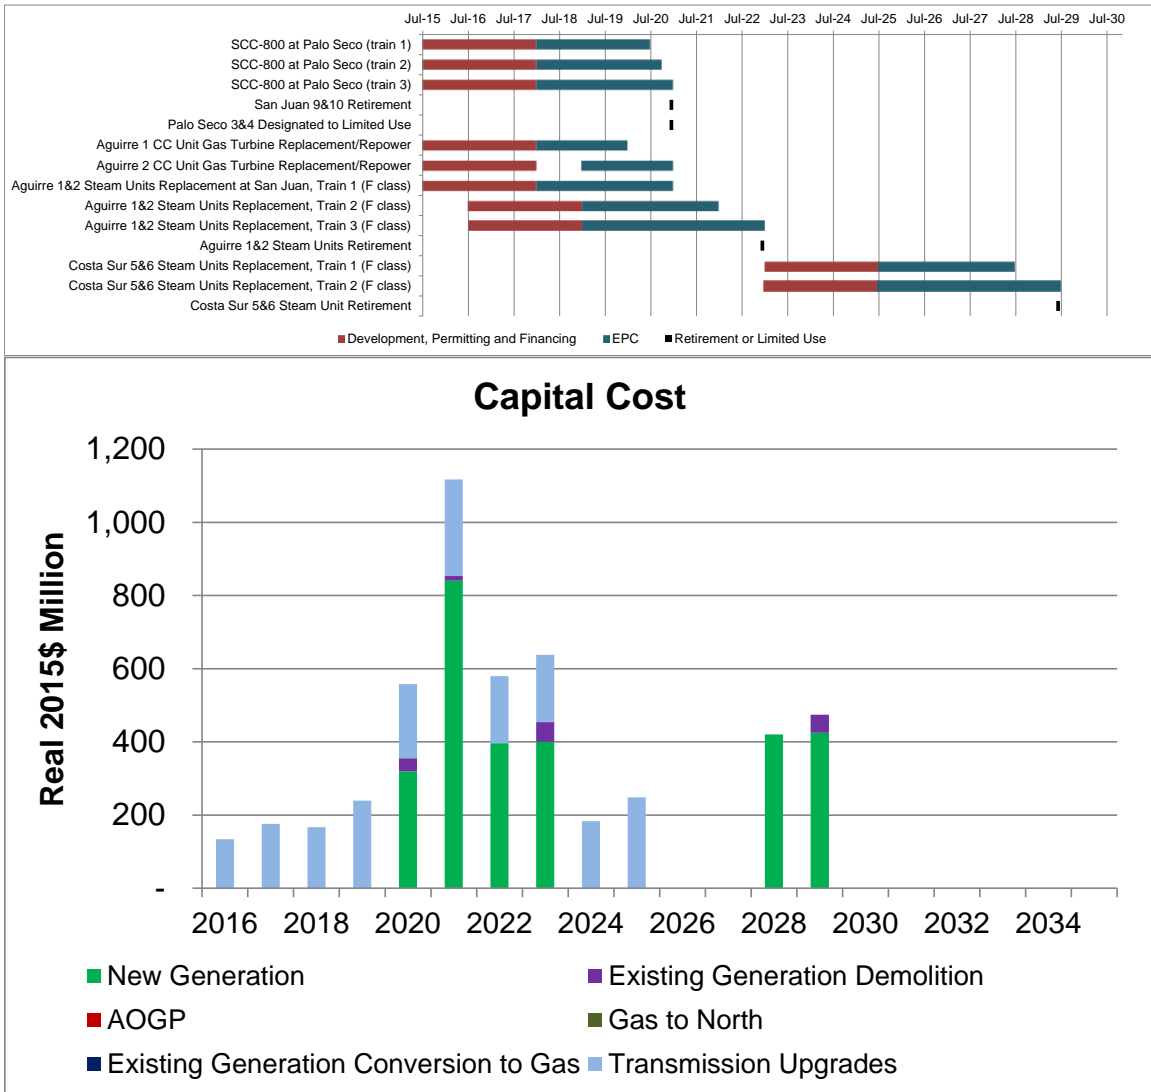 Jul-15 Jul-16 Jul-17 Jul-18 Jul-19 Jul-20 Jul-21 Jul-22 Jul-23 Jul-24 Jul-25 Jul-26 Jul-27 Jul-28 Jul-29 Jul-30
SCC-800 at Palo Seco (train 1)
SCC-800 at Palo Seco (train 2)
SCC-800 at Palo Seco (train 3)
San Juan 9&10 Retirement
Palo Seco 3&4 Designated to Limited Use
Aguirre 1 CC Unit Gas Turbine Replacement/Repower
Aguirre 2 CC Unit Gas Turbine Replacement/Repower
Aguirre 1&2 Steam Units Replacement at San Juan, Train 1 (F class)
Aguirre 1&2 Steam Units Replacement, Train 2 (F class)
Aguirre 1&2 Steam Units Replacement, Train 3 (F class)
Aguirre 1&2 Steam Units Retirement
Costa Sur 5&6 Steam Units Replacement, Train 1 (F class)
Costa Sur 5&6 Steam Units Replacement, Train 2 (F class)
Costa Sur 5&6 Steam Unit Retirement
Development, Permitting and Financing EPC Retirement or Limited Use
Capital Cost
Real 2015$ Million
1,200
1,000
800
600
400
200
-
2016 2018 2020 2022 2024 2026 2028 2030 2032 2034
New Generation Existing Generation Demolition
AOGP Gas to North
Existing Generation Conversion to Gas Transmission Upgrades